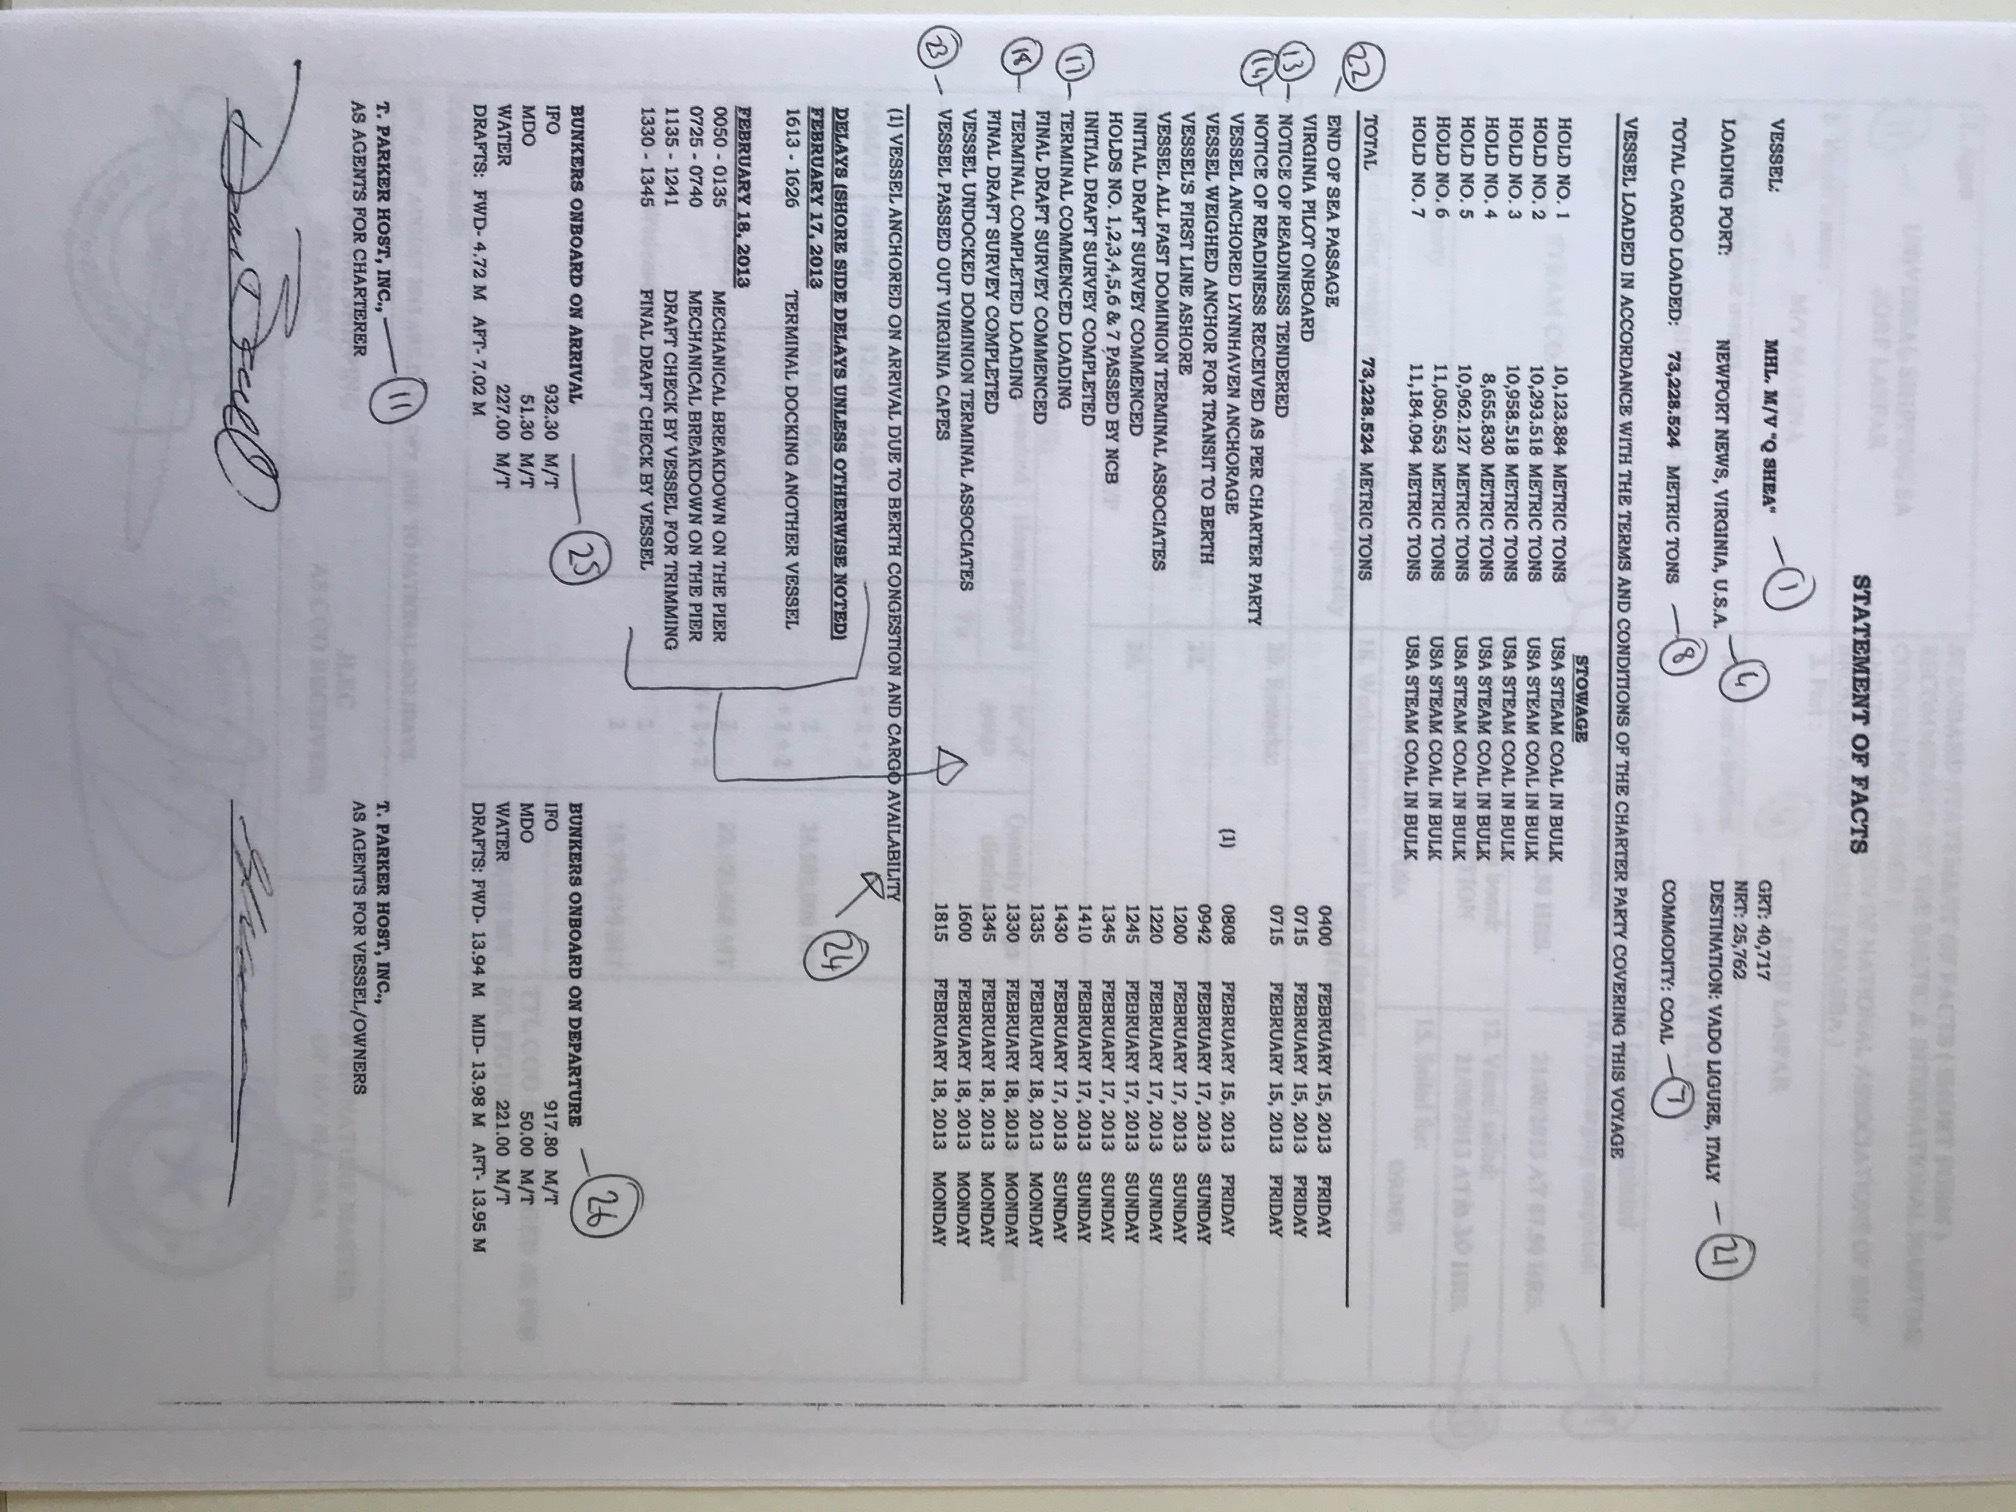 STATEMENT OF FACTS
VESSEL: MHL. M/V "Q SHEA" 1
GRT: 40,717
NRT: 25,762
LOADING PORT: NEWPORT NEWS, VIRGINIA, U.S.A. 4
DESTINATION: VADO LIGURE, ITALY 21
TOTAL CARGO LOADED: 73,228.524 METRIC TONS 8
COMMODITY: COAL 7
VESSEL LOADED IN ACCORDANCE WITH THE TERMS AND CONDITIONS OF THE CHARTER PARTY COVERING THIS VOYAGE
STOWAGE
HOLD NO. 1 10,123.884 METRIC TONS USA STEAM COAL IN BULK
HOLD NO. 2 10,293.518 METRIC TONS USA STEAM COAL IN BULK
HOLD NO. 3 10,958.518 METRIC TONS USA STEAM COAL IN BULK
HOLD NO. 4 8,655.830 METRIC TONS USA STEAM COAL IN BULK
HOLD NO. 5 10,962.127 METRIC TONS USA STEAM COAL IN BULK
HOLD NO. 6 11,050.553 METRIC TONS USA STEAM COAL IN BULK
HOLD NO. 7 11,184.094 METRIC TONS USA STEAM COAL IN BULK
TOTAL 73,228.524 METRIC TONS
22 END OF SEA PASSAGE 0400 FEBRUARY 15, 2013 FRIDAY
VIRGINIA PILOT ONBOARD 0715 FEBRUARY 15, 2013 FRIDAY
13 NOTICE OF READINESS TENDERED 0715 FEBRUARY 15, 2013 FRIDAY
14 NOTICE OF READINESS RECEIVED AS PER CHARTER PARTY
VESSEL ANCHORED LYNNHAVEN ANCHORAGE (1) 0808 FEBRUARY 15, 2013 FRIDAY
VESSEL WEIGHED ANCHOR FOR TRANSIT TO BERTH 0942 FEBRUARY 17, 2013 SUNDAY
VESSEL'S FIRST LINE ASHORE 1200 FEBRUARY 17, 2013 SUNDAY
VESSEL ALL FAST DOMINION TERMINAL ASSOCIATES 1220 FEBRUARY 17, 2013 SUNDAY
INITIAL DRAFT SURVEY COMMENCED 1245 FEBRUARY 17, 2013 SUNDAY
HOLDS NO. 1,2,3,4,5,6 & 7 PASSED BY NCB 1345 FEBRUARY 17, 2013 SUNDAY
INITIAL DRAFT SURVEY COMPLETED 1410 FEBRUARY 17, 2013 SUNDAY
17 TERMINAL COMMENCED LOADING 1430 FEBRUARY 17, 2013 SUNDAY
FINAL DRAFT SURVEY COMMENCED 1335 FEBRUARY 18, 2013 MONDAY
18 TERMINAL COMPLETED LOADING 1330 FEBRUARY 18, 2013 MONDAY
FINAL DRAFT SURVEY COMPLETED 1345 FEBRUARY 18, 2013 MONDAY
VESSEL UNDOCKED DOMINION TERMINAL ASSOCIATES 1600 FEBRUARY 18, 2013 MONDAY
23 VESSEL PASSED OUT VIRGINIA CAPES 1815 FEBRUARY 18, 2013 MONDAY
(1) VESSEL ANCHORED ON ARRIVAL DUE TO BERTH CONGESTION AND CARGO AVAILABILITY
24
DELAYS (SHORE SIDE DELAYS UNLESS OTHERWISE NOTED)
FEBRUARY 17, 2013
1613 - 1626 TERMINAL DOCKING ANOTHER VESSEL
FEBRUARY 18, 2013
0050 - 0135 MECHANICAL BREAKDOWN ON THE PIER
0725 - 0740 MECHANICAL BREAKDOWN ON THE PIER
1135 - 1241 DRAFT CHECK BY VESSEL FOR TRIMMING
1330 - 1345 FINAL DRAFT CHECK BY VESSEL
BUNKERS ONBOARD ON ARRIVAL 25
IFO 932.30 M/T
MDO 51.30 M/T
WATER 227.00 M/T
DRAFTS: FWD- 4.72 M AFT- 7.02 M
BUNKERS ONBOARD ON DEPARTURE 26
IFO 917.80 M/T
MDO 50.00 M/T
WATER 221.00 M/T
DRAFTS: FWD- 13.94 M MID- 13.98 M AFT- 13.95 M
T. PARKER HOST, INC., 11
AS AGENTS FOR CHARTERER
T. PARKER HOST, INC.,
AS AGENTS FOR VESSEL/OWNERS